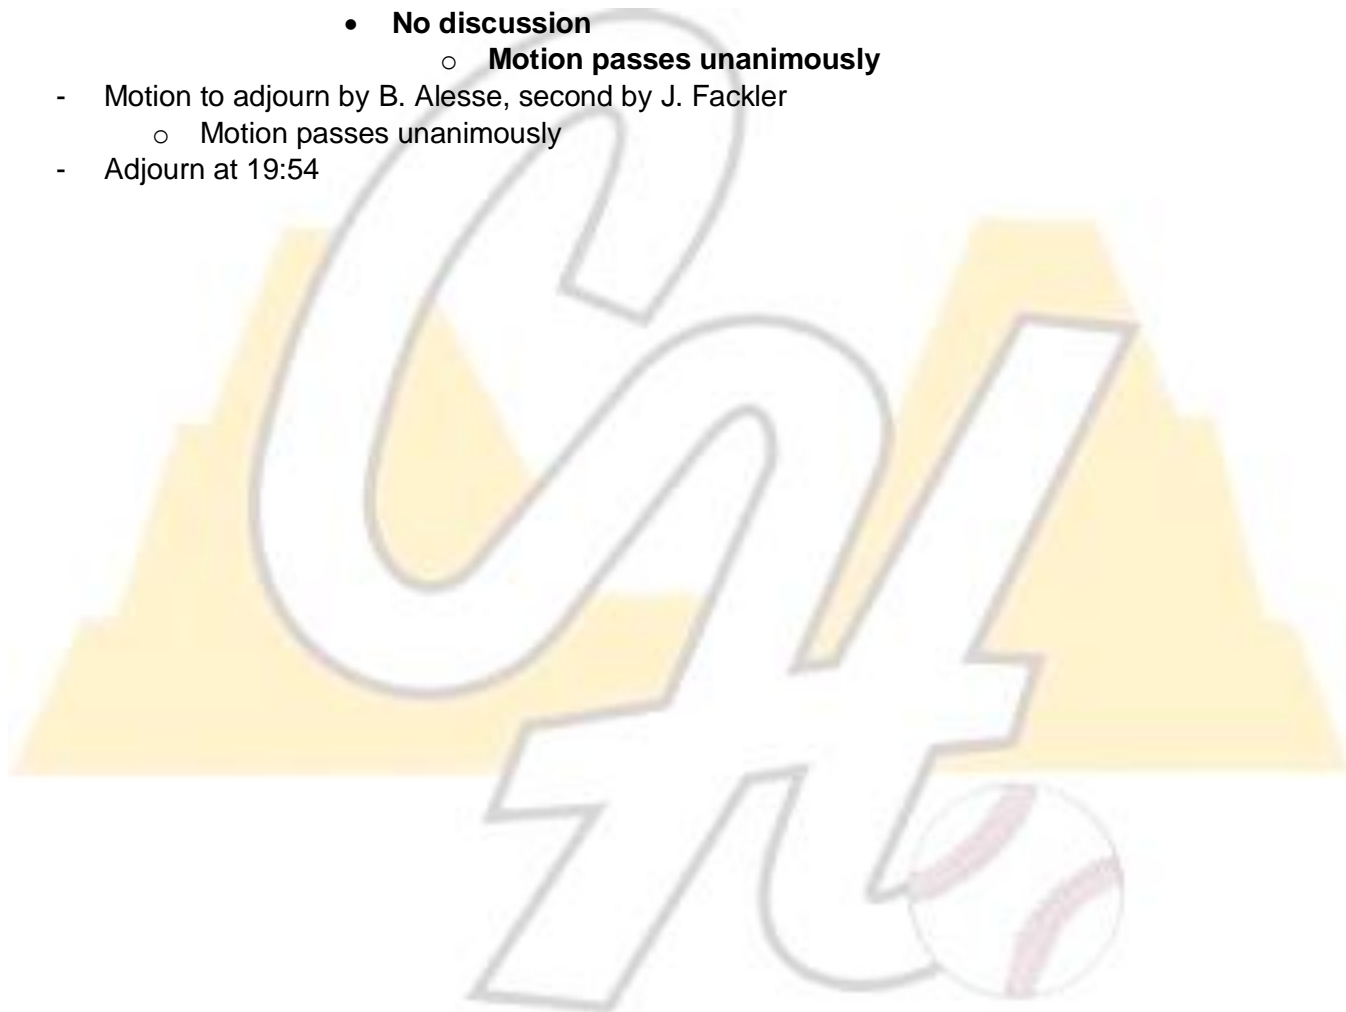 • No discussion
o Motion passes unanimously
- Motion to adjourn by B. Alesse, second by J. Fackler
o Motion passes unanimously
- Adjourn at 19:54
CH